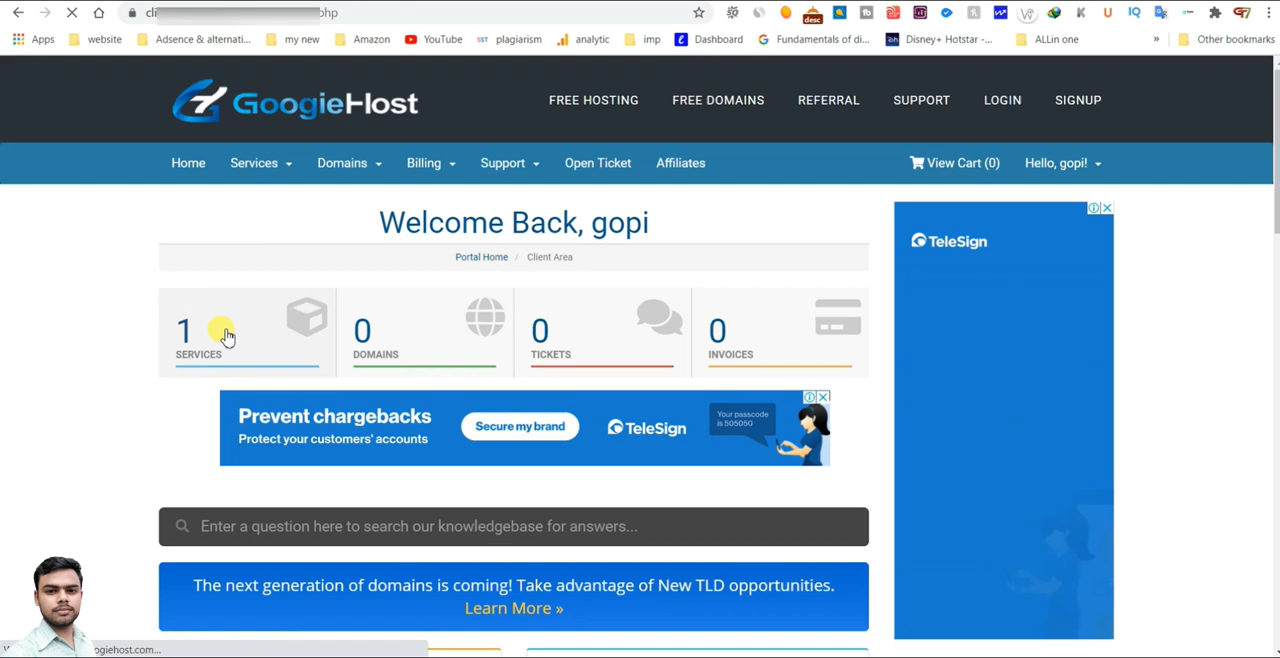 php
Apps
website
Adsence & alternati...
my new
Amazon
YouTube
plagiarism
analytic
imp
Dashboard
Fundamentals of di...
Disney+ Hotstar -...
ALLin one
»
Other bookmarks
desc
IQ
GoogieHost
FREE HOSTING
FREE DOMAINS
REFERRAL
SUPPORT
LOGIN
SIGNUP
Home
Services
Domains
Billing
Support
Open Ticket
Affiliates
View Cart (0)
Hello, gopi!
Welcome Back, gopi
Portal Home / Client Area
1
SERVICES
0
DOMAINS
0
TICKETS
0
INVOICES
TeleSign
Prevent chargebacks
Protect your customers' accounts
Secure my brand
TeleSign
Your passcode
is 505050
Enter a question here to search our knowledgebase for answers...
The next generation of domains is coming! Take advantage of New TLD opportunities.
Learn More »
ogiehost.com...